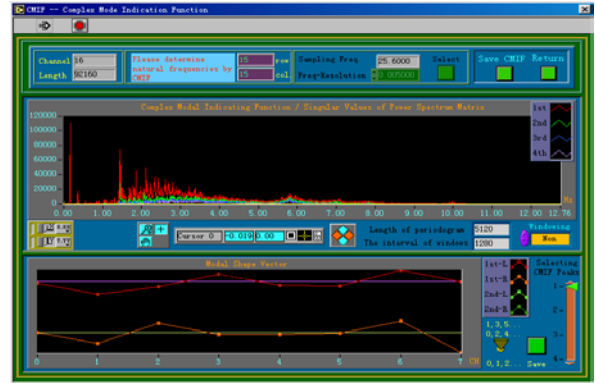 CMIF -- Complex Mode Indication Function
Channel 16
Length 92160
Please determine
natural frequencies by
CMIF
15 row
15 col.
Sampling Freq. 25.6000
Freq-Resolution 0.005000
Select
Save CMIF Return
Complex Modal Indicating Function / Singular Values of Power Spectrum Matrix
120000
100000
80000
60000
40000
20000
0
0.00 1.00 2.00 3.00 4.00 5.00 6.00 7.00 8.00 9.00 10.00 11.00 12.00 12.76
Hz
1st
2nd
3rd
4th
Cursor 0 -0.019 0.00
Length of periodogram 5120
The interval of windows 1280
Windowing
Non
Modal Shape Vector
0 1 2 3 4 5 6 7 CH
1st-L
1st-R
2nd-L
2nd-R
1,3,5...
0,2,4...
0,1,2... Save
Selecting
CMIF Peaks
1-
2-
3-
4-